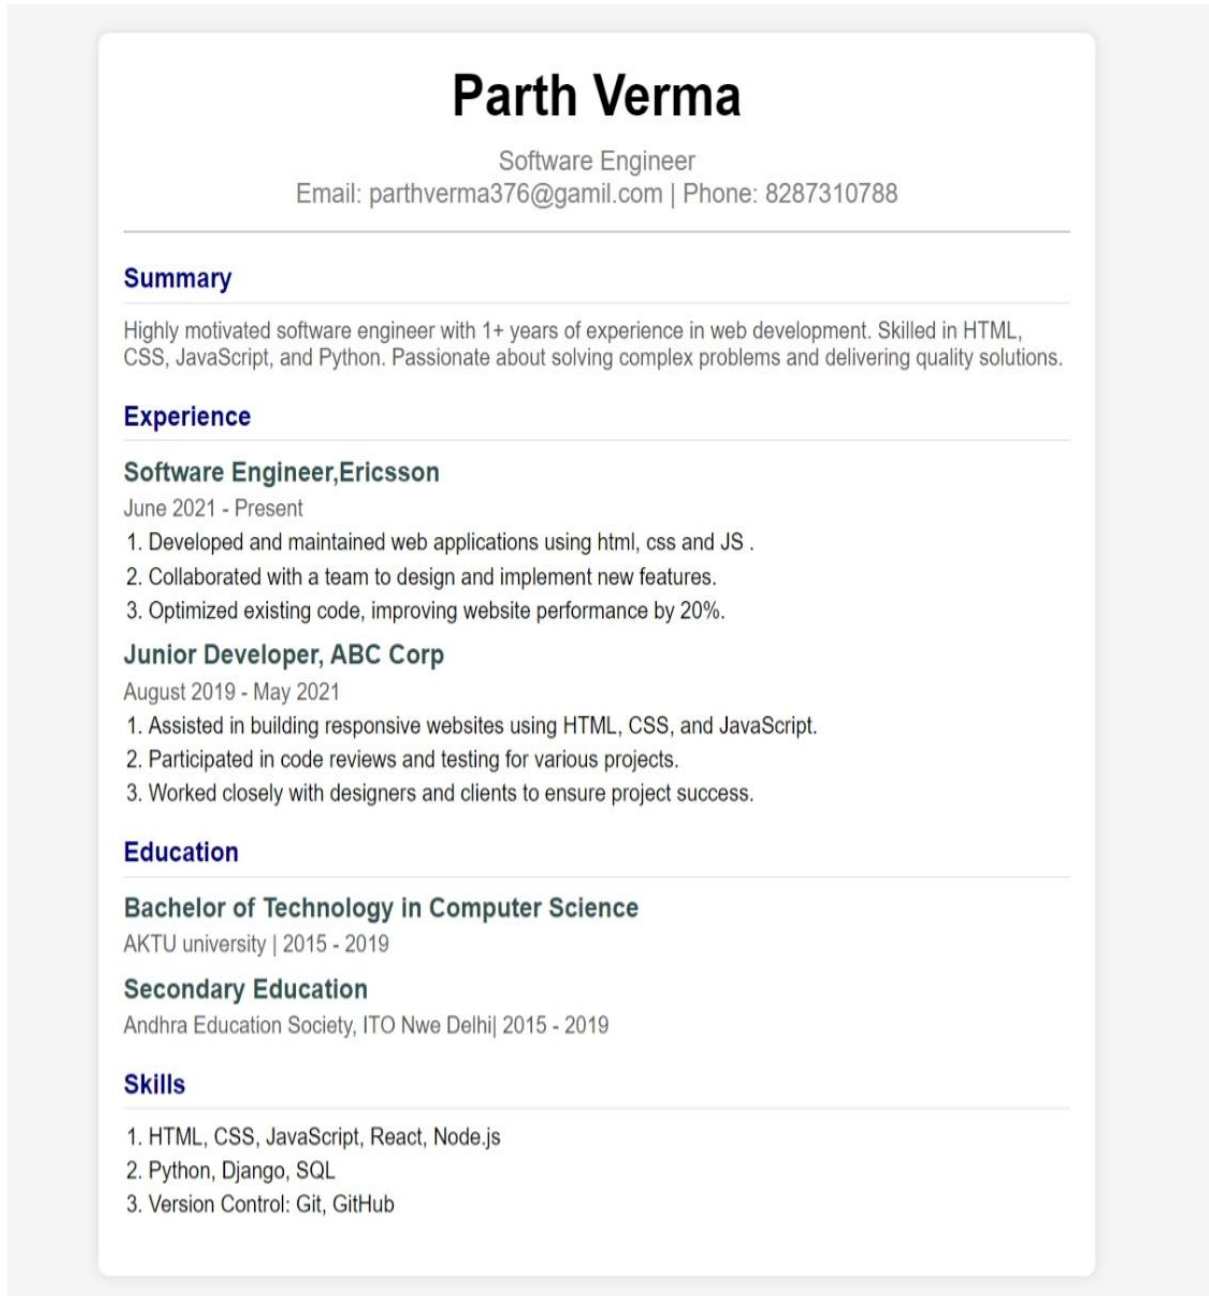 Parth Verma
Software Engineer
Email: parthverma376@gamil.com | Phone: 8287310788
Summary
Highly motivated software engineer with 1+ years of experience in web development. Skilled in HTML,
CSS, JavaScript, and Python. Passionate about solving complex problems and delivering quality solutions.
Experience
Software Engineer,Ericsson
June 2021 - Present
1. Developed and maintained web applications using html, css and JS .
2. Collaborated with a team to design and implement new features.
3. Optimized existing code, improving website performance by 20%.
Junior Developer, ABC Corp
August 2019 - May 2021
1. Assisted in building responsive websites using HTML, CSS, and JavaScript.
2. Participated in code reviews and testing for various projects.
3. Worked closely with designers and clients to ensure project success.
Education
Bachelor of Technology in Computer Science
AKTU university | 2015 - 2019
Secondary Education
Andhra Education Society, ITO Nwe Delhi| 2015 - 2019
Skills
1. HTML, CSS, JavaScript, React, Node.js
2. Python, Django, SQL
3. Version Control: Git, GitHub